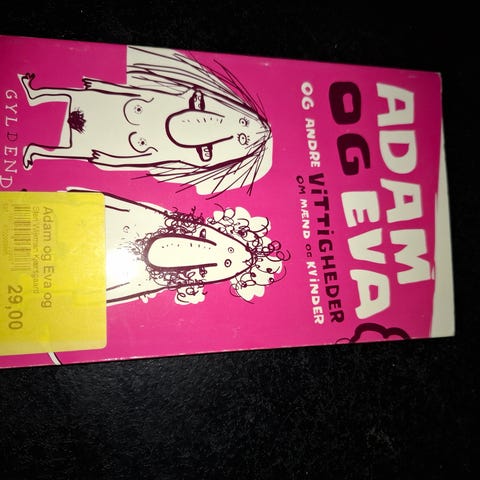 ADAM
OG EVA
OG ANDRE VITTIGHEDER
OM MÆND OG KVINDER
GYLDEND
Adam og Eva og
29,00